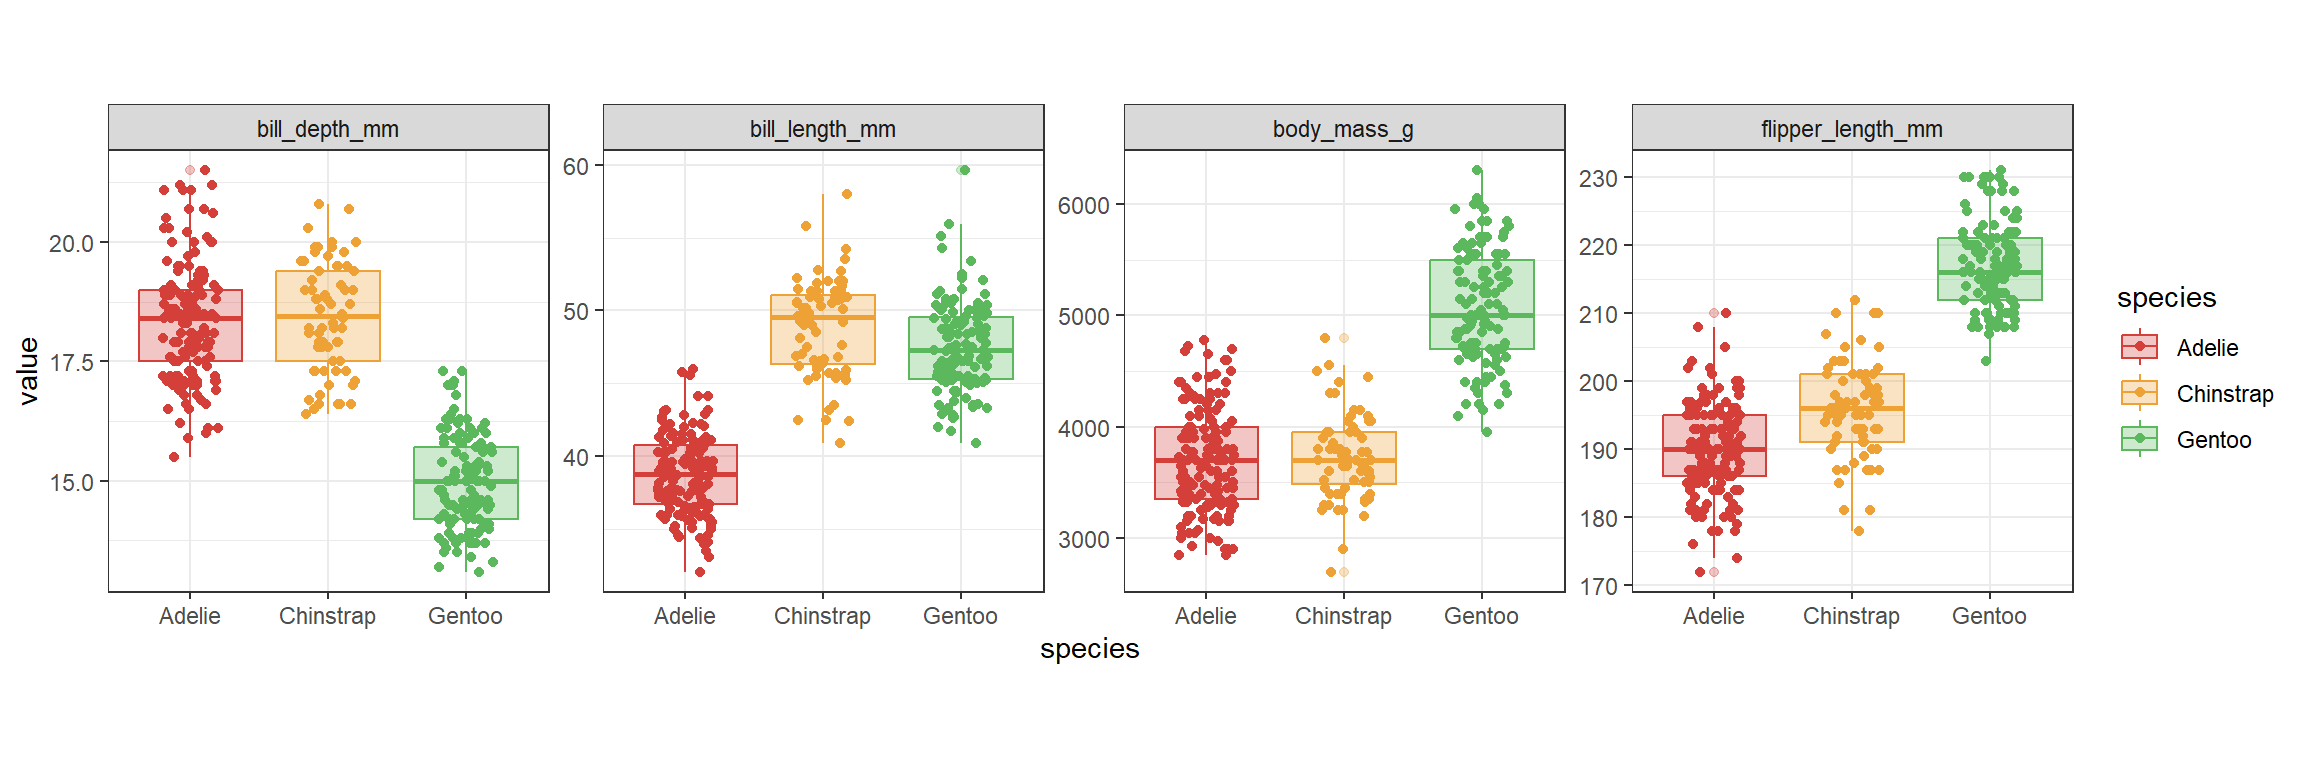 bill_depth_mm
bill_length_mm
body_mass_g
flipper_length_mm
value
20.0
17.5
15.0
60
50
40
6000
5000
4000
3000
230
220
210
200
190
180
170
Adelie Chinstrap Gentoo
Adelie Chinstrap Gentoo
Adelie Chinstrap Gentoo
Adelie Chinstrap Gentoo
species
species
Adelie
Chinstrap
Gentoo